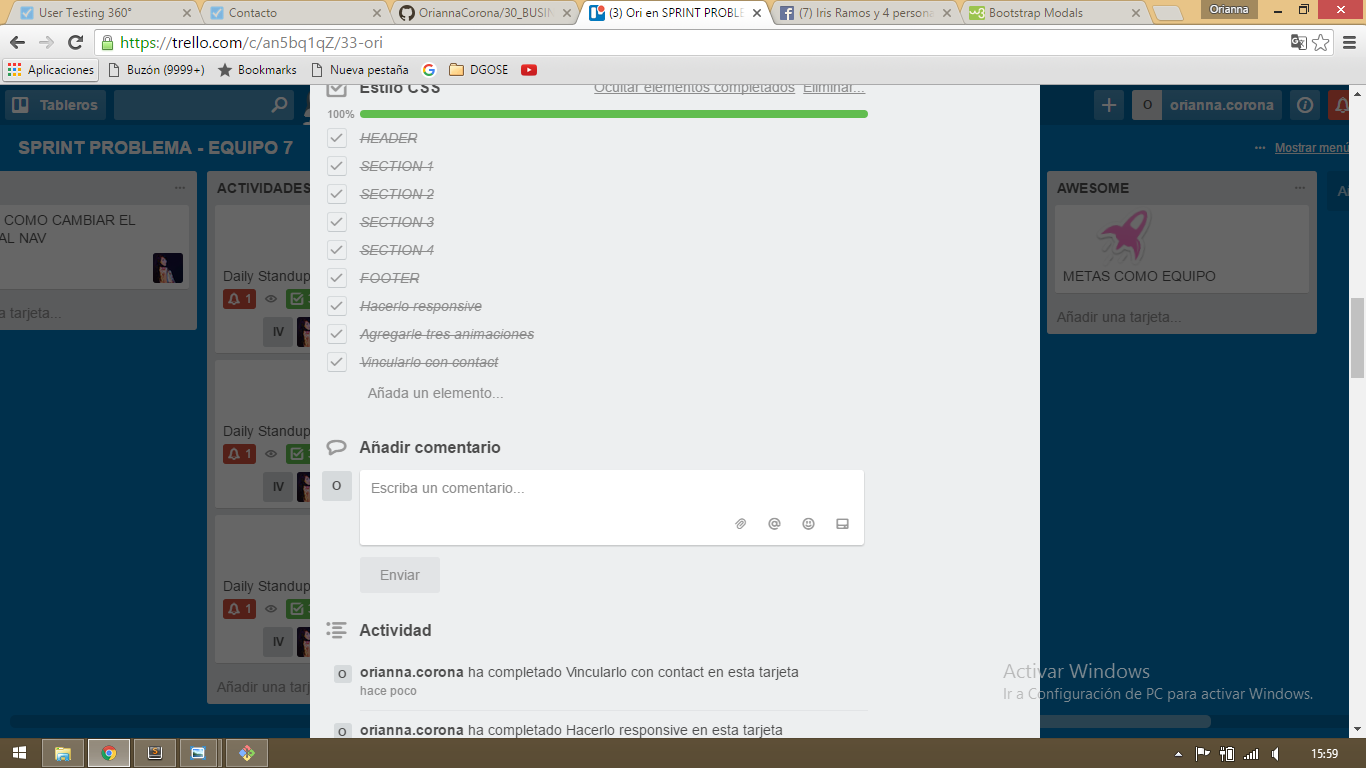 User Testing 360°
Contacto
OriannaCorona/30_BUSIN
(3) Ori en SPRINT PROBLE
(7) Iris Ramos y 4 persona
Bootstrap Modals
Orianna
https://trello.com/c/an5bq1qZ/33-ori
Aplicaciones
Buzón (9999+)
Bookmarks
Nueva pestaña
DGOSE
Tableros
O
orianna.corona
SPRINT PROBLEMA - EQUIPO 7
Mostrar menú
COMO CAMBIAR EL
AL NAV
a tarjeta...
ACTIVIDADES
Daily Standup
1
IV
Daily Standup
1
IV
Daily Standup
1
IV
Añadir una tarj
Estilo CSS
Ocultar elementos completados
Eliminar...
100%
HEADER
SECTION 1
SECTION 2
SECTION 3
SECTION 4
FOOTER
Hacerlo responsive
Agregarle tres animaciones
Vincularlo con contact
Añada un elemento...
Añadir comentario
O
Escriba un comentario...
Enviar
Actividad
O
orianna.corona ha completado Vincularlo con contact en esta tarjeta
hace poco
O
orianna.corona ha completado Hacerlo responsive en esta tarjeta
AWESOME
METAS COMO EQUIPO
Añadir una tarjeta...
Activar Windows
Ir a Configuración de PC para activar Windows.
15:59